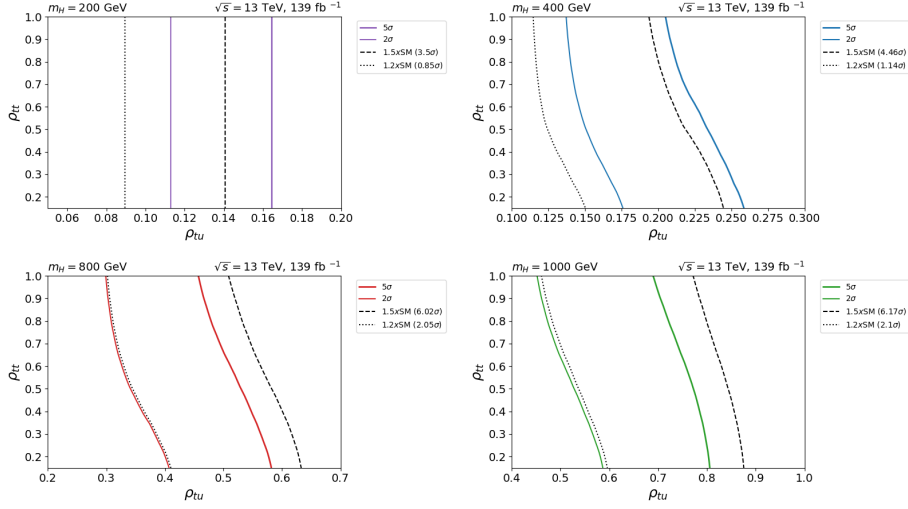 m_H = 200 GeV √s = 13 TeV, 139 fb ⁻¹
5σ
2σ
1.5xSM (3.5σ)
1.2xSM (0.85σ)
1.0
0.9
0.8
0.7
0.6
0.5
0.4
0.3
0.2
ρ_tt
0.06 0.08 0.10 0.12 0.14 0.16 0.18 0.20
ρ_tu
m_H = 400 GeV √s = 13 TeV, 139 fb ⁻¹
5σ
2σ
1.5xSM (4.46σ)
1.2xSM (1.14σ)
1.0
0.9
0.8
0.7
0.6
0.5
0.4
0.3
0.2
ρ_tt
0.100 0.125 0.150 0.175 0.200 0.225 0.250 0.275 0.300
ρ_tu
m_H = 800 GeV √s = 13 TeV, 139 fb ⁻¹
5σ
2σ
1.5xSM (6.02σ)
1.2xSM (2.05σ)
1.0
0.9
0.8
0.7
0.6
0.5
0.4
0.3
0.2
ρ_tt
0.2 0.3 0.4 0.5 0.6 0.7
ρ_tu
m_H = 1000 GeV √s = 13 TeV, 139 fb ⁻¹
5σ
2σ
1.5xSM (6.17σ)
1.2xSM (2.1σ)
1.0
0.9
0.8
0.7
0.6
0.5
0.4
0.3
0.2
ρ_tt
0.4 0.5 0.6 0.7 0.8 0.9 1.0
ρ_tu